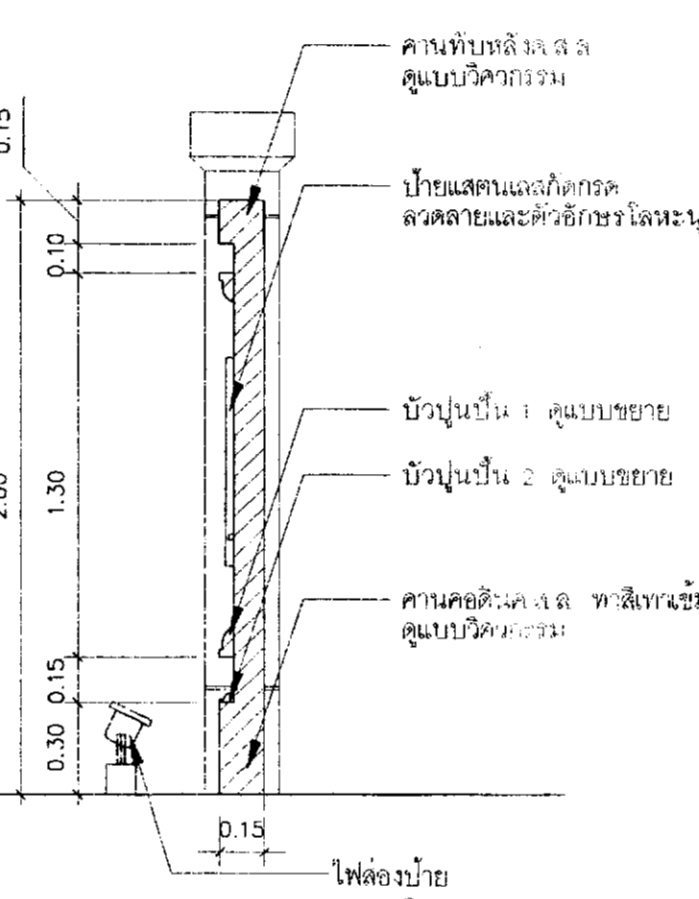 คานทับหลังค ส ล
ดูแบบวิศวกรรม
0.15
ป้ายแสตนเลสกัดกรด
ลวดลายและตัวอักษรโลหะนู
0.10
บัวปูนปั้น 1 ดูแบบขยาย
1.30
2.00
บัวปูนปั้น 2 ดูแบบขยาย
คานคอดินค ส ล ทาสีเทาเข้ม
ดูแบบวิศวกรรม
0.15
0.30
0.15
ไฟส่องป้าย